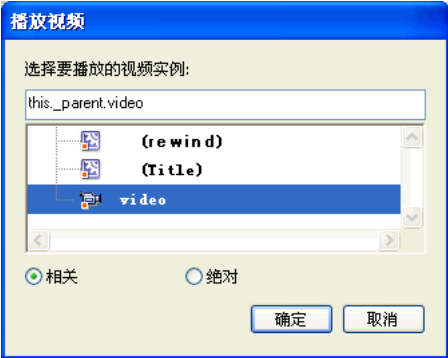 播放视频
选择要播放的视频实例:
this._parent.video
(rewind)
(Title)
video
相关 绝对
确定 取消